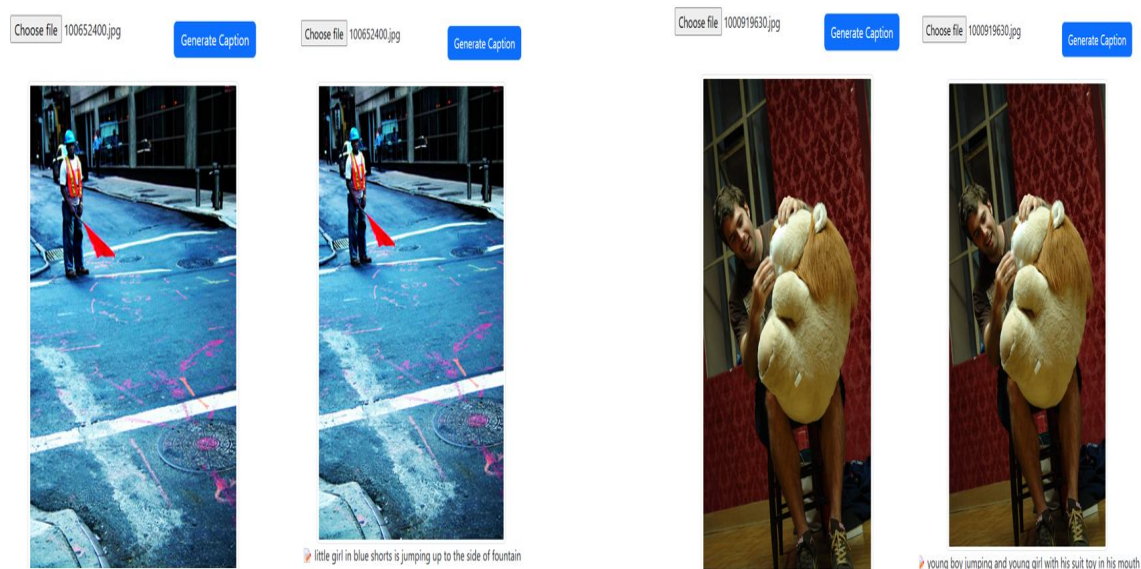 Choose file 100652400.jpg Generate Caption
Choose file 100652400.jpg Generate Caption
Choose file 1000919630.jpg Generate Caption
Choose file 1000919630.jpg Generate Caption
little girl in blue shorts is jumping up to the side of fountain
young boy jumping and young girl with his suit toy in his mouth